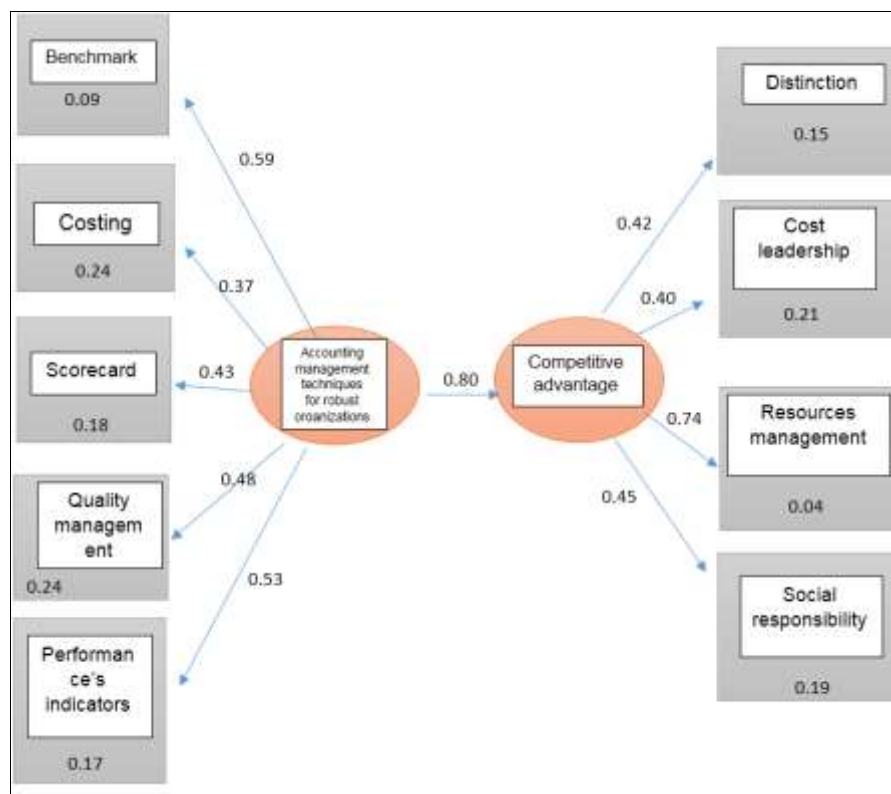 Benchmark
0.09
0.59
Costing
0.24
0.37
Scorecard
0.18
0.43
Quality
managem
ent
0.24
0.48
Performan
ce's
indicators
0.17
0.53
Accounting
management
techniques
for robust
oroanizations
0.80
Competitive
advantage
0.42
Distinction
0.15
0.40
Cost
leadership
0.21
0.74
Resources
management
0.04
0.45
Social
responsibility
0.19